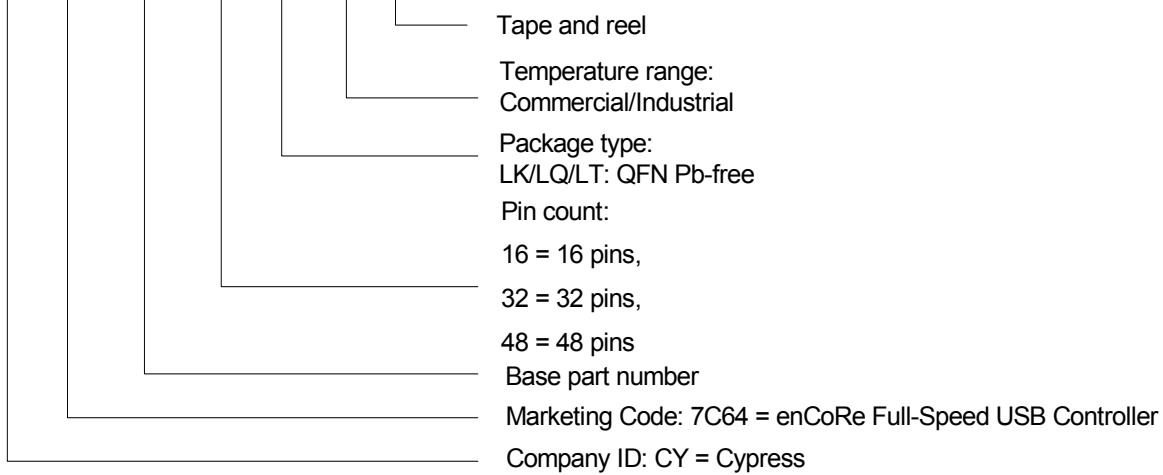 Tape and reel
Temperature range:
Commercial/Industrial
Package type:
LK/LQ/LT: QFN Pb-free
Pin count:
16 = 16 pins,
32 = 32 pins,
48 = 48 pins
Base part number
Marketing Code: 7C64 = enCoRe Full-Speed USB Controller
Company ID: CY = Cypress